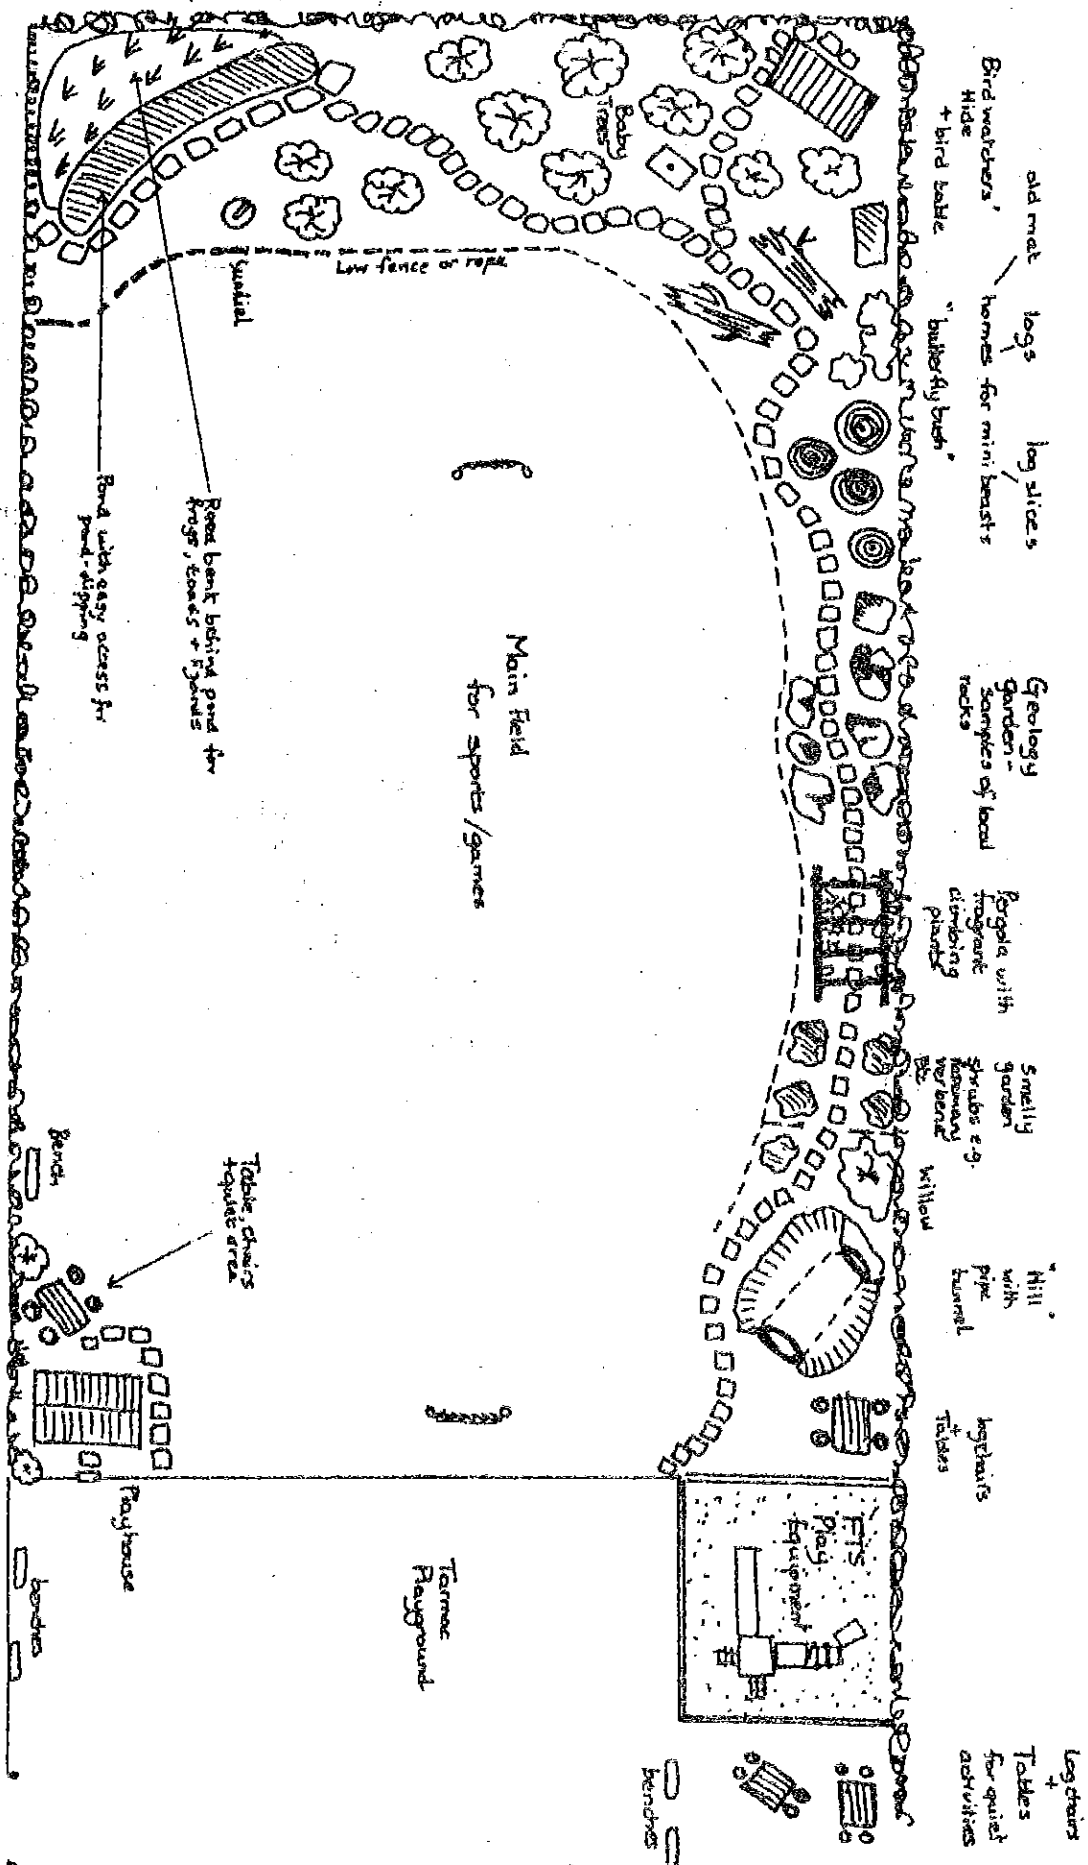 Bird watchers'
Hide
+ bird table
old mat
logs
log slices
homes for mini beasts
"butterfly bush"
Geology
garden -
samples of local
rocks
Pergola with
fragrant
climbing
plants
Smelly
garden
shrubs e.g.
rosemary
verbena
etc
willow
"Hill"
with
pipe
tunnel
logchairs
+
Tables
Logchairs
+
Tables
for quiet
activities
Baby
Trees
Low fence or rope
Sundial
Reed bank behind pond for
frogs, toads + lizards
Pond with easy access for
pond-dipping
Main Field
for sports/games
Bench
Table, chairs
+ quiet area
Playhouse
benches
Tarmac
Playground
Play
Equipment
benches